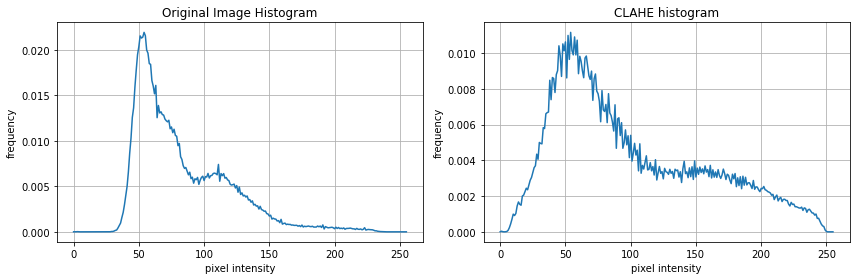 Original Image Histogram
0.020
0.015
0.010
0.005
0.000
frequency
0 50 100 150 200 250
pixel intensity
CLAHE histogram
0.010
0.008
0.006
0.004
0.002
0.000
frequency
0 50 100 150 200 250
pixel intensity